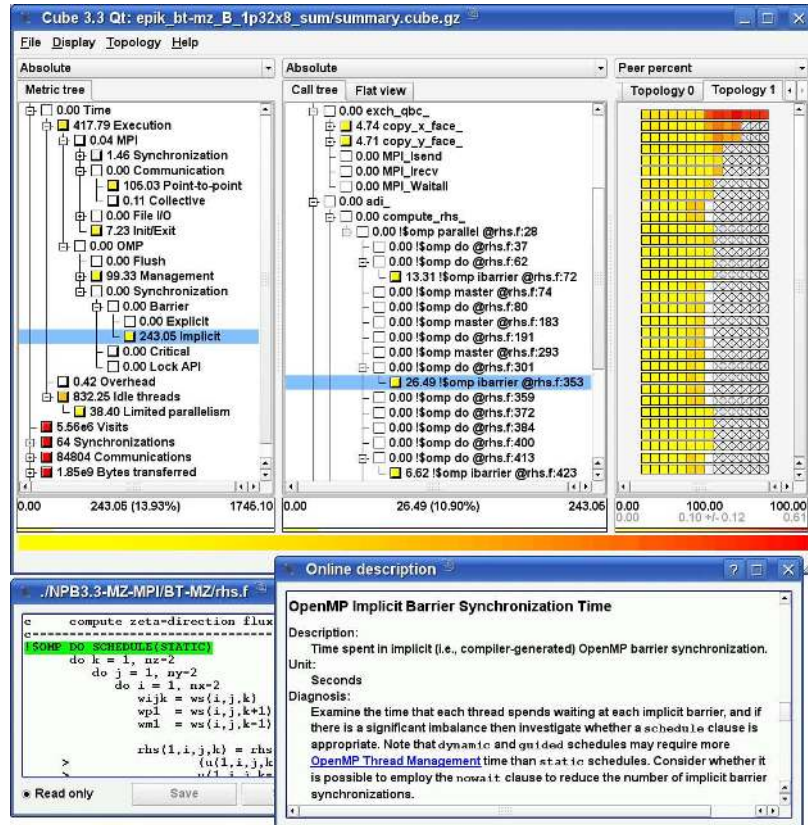 Cube 3.3 Qt: epik_bt-mz_B_1p32x8_sum/summary.cube.gz
File Display Topology Help
Absolute
Metric tree
0.00 Time
417.79 Execution
0.04 MPI
1.46 Synchronization
0.00 Communication
105.03 Point-to-point
0.11 Collective
0.00 File I/O
7.23 Init/Exit
0.00 OMP
0.00 Flush
99.33 Management
0.00 Synchronization
0.00 Barrier
0.00 Explicit
243.05 Implicit
0.00 Critical
0.00 Lock API
0.42 Overhead
832.25 Idle threads
38.40 Limited parallelism
5.56e6 Visits
64 Synchronizations
84804 Communications
1.85e9 Bytes transferred
0.00 243.05 (13.93%) 1746.10
Absolute
Call tree Flat view
0.00 exch_qbc_
4.74 copy_x_face_
4.71 copy_y_face_
0.00 MPI_Isend
0.00 MPI_Irecv
0.00 MPI_Waitall
0.00 adi_
0.00 compute_rhs_
0.00 !$omp parallel @rhs.f:28
0.00 !$omp do @rhs.f:37
0.00 !$omp do @rhs.f:62
13.31 !$omp ibarrier @rhs.f:72
0.00 !$omp master @rhs.f:74
0.00 !$omp do @rhs.f:80
0.00 !$omp master @rhs.f:183
0.00 !$omp do @rhs.f:191
0.00 !$omp master @rhs.f:293
0.00 !$omp do @rhs.f:301
26.49 !$omp ibarrier @rhs.f:353
0.00 !$omp do @rhs.f:359
0.00 !$omp do @rhs.f:372
0.00 !$omp do @rhs.f:384
0.00 !$omp do @rhs.f:400
0.00 !$omp do @rhs.f:413
6.62 !$omp ibarrier @rhs.f:423
0.00 26.49 (10.90%) 243.05
Peer percent
Topology 0 Topology 1
0.00 100.00 100.00
0.00 0.10 +/- 0.12 0.61
./NPB3.3-MZ-MPI/BT-MZ/rhs.f
c compute zeta-direction flux
c----------------------------------
!$OMP DO SCHEDULE(STATIC)
do k = 1, nz-2
do j = 1, ny-2
do i = 1, nx-2
wijk = ws(i,j,k)
wp1 = ws(i,j,k+1)
wm1 = ws(i,j,k-1)
rhs(1,i,j,k) = rhs
> (u(1,i,j,k
Read only Save
Online description
OpenMP Implicit Barrier Synchronization Time
Description:
Time spent in implicit (i.e., compiler-generated) OpenMP barrier synchronization.
Unit:
Seconds
Diagnosis:
Examine the time that each thread spends waiting at each implicit barrier, and if
there is a significant imbalance then investigate whether a schedule clause is
appropriate. Note that dynamic and guided schedules may require more
OpenMP Thread Management time than static schedules. Consider whether it
is possible to employ the nowait clause to reduce the number of implicit barrier
synchronizations.